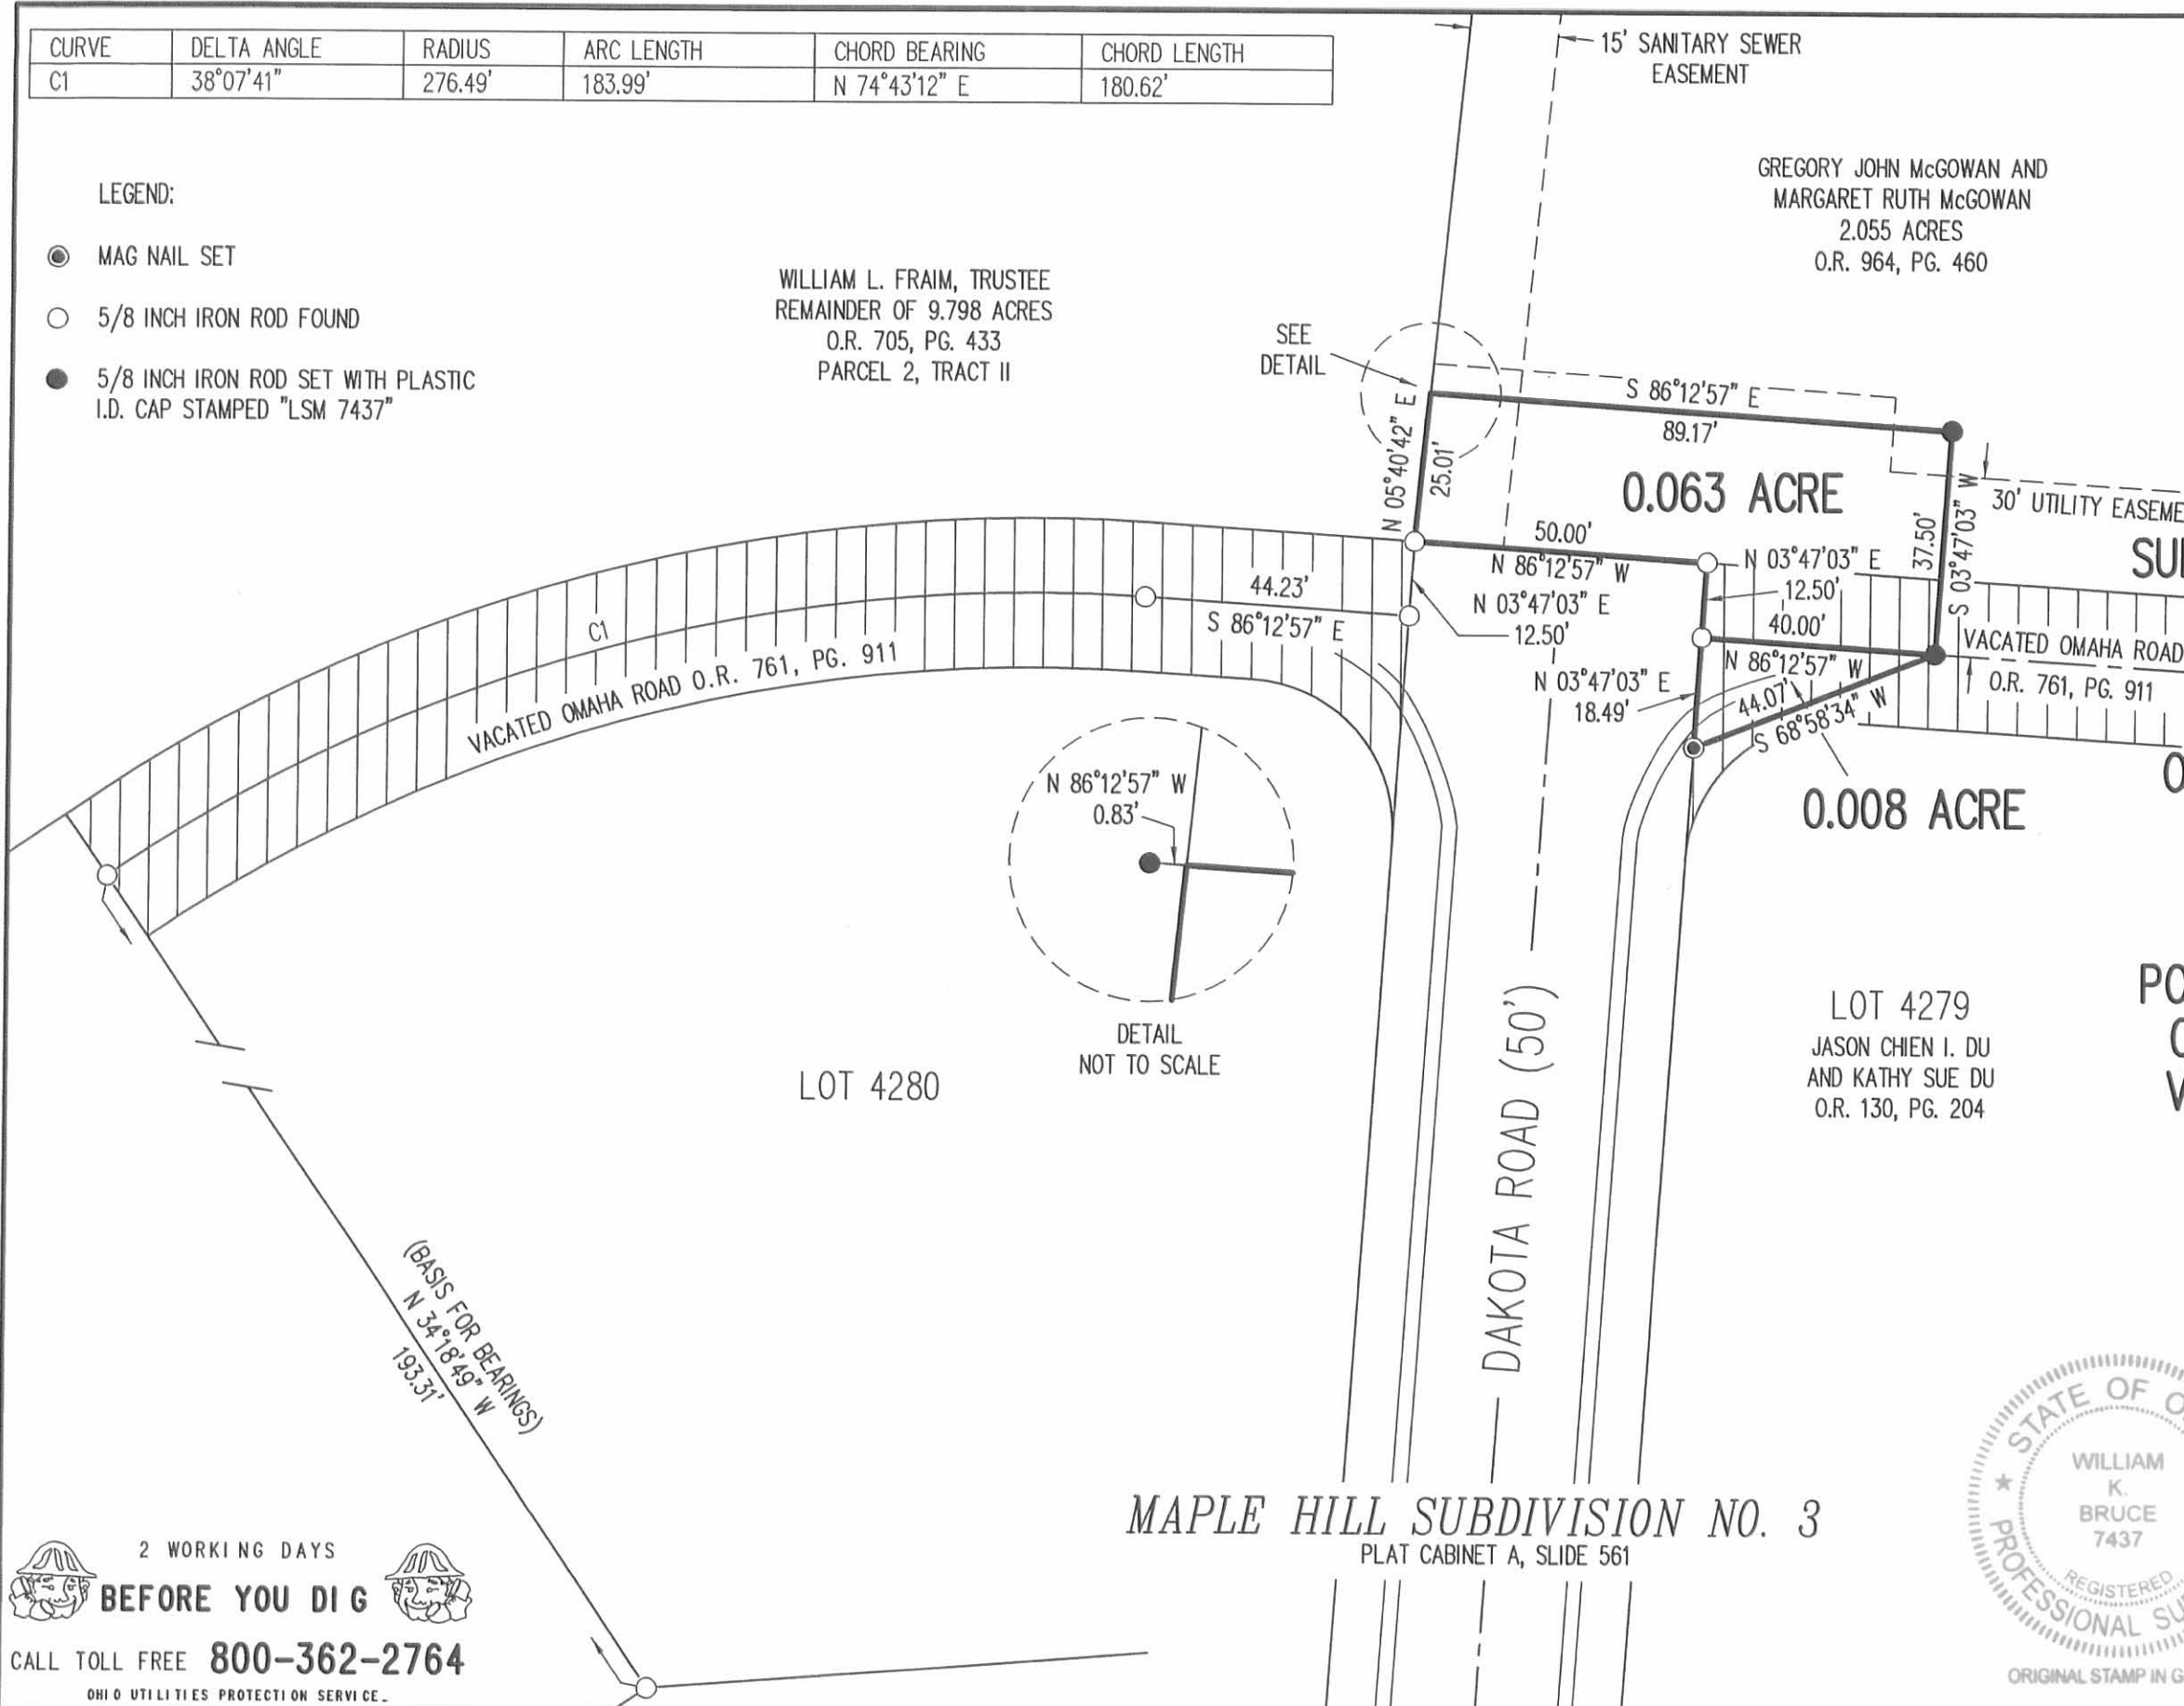 CURVE DELTA ANGLE RADIUS ARC LENGTH CHORD BEARING CHORD LENGTH
C1 38°07'41" 276.49' 183.99' N 74°43'12" E 180.62'
15' SANITARY SEWER
EASEMENT
LEGEND:
MAG NAIL SET
5/8 INCH IRON ROD FOUND
5/8 INCH IRON ROD SET WITH PLASTIC
I.D. CAP STAMPED "LSM 7437"
WILLIAM L. FRAIM, TRUSTEE
REMAINDER OF 9.798 ACRES
O.R. 705, PG. 433
PARCEL 2, TRACT II
GREGORY JOHN McGOWAN AND
MARGARET RUTH McGOWAN
2.055 ACRES
O.R. 964, PG. 460
SEE
DETAIL
S 86°12'57" E
89.17'
N 05°40'42" E
25.01'
0.063 ACRE
37.50'
S 03°47'03" W
30' UTILITY EASEME
SU
50.00'
N 86°12'57" W
N 03°47'03" E
12.50'
N 03°47'03" E
12.50'
40.00'
N 86°12'57" W
44.23'
S 86°12'57" E
C1
VACATED OMAHA ROAD O.R. 761, PG. 911
VACATED OMAHA ROAD
O.R. 761, PG. 911
N 03°47'03" E
18.49'
44.07'
S 68°58'34" W
0.008 ACRE
O
N 86°12'57" W
0.83'
DETAIL
NOT TO SCALE
LOT 4280
DAKOTA ROAD (50')
LOT 4279
JASON CHIEN I. DU
AND KATHY SUE DU
O.R. 130, PG. 204
PO
(BASIS FOR BEARINGS)
N 34°18'49" W
193.31'
MAPLE HILL SUBDIVISION NO. 3
PLAT CABINET A, SLIDE 561
STATE OF O
WILLIAM
K.
BRUCE
7437
REGISTERED
PROFESSIONAL SU
ORIGINAL STAMP IN G
2 WORKING DAYS
BEFORE YOU DIG
CALL TOLL FREE 800-362-2764
OHIO UTILITIES PROTECTION SERVICE.